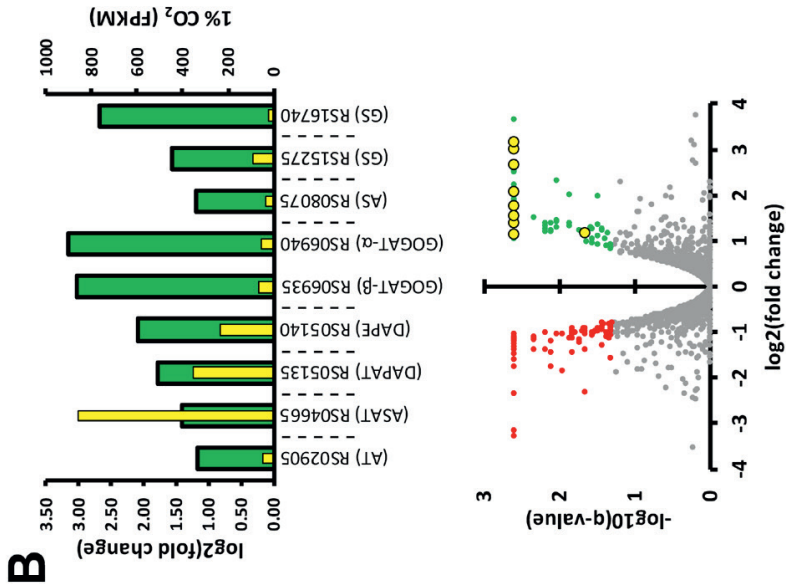 B
log2(fold change)
3.50
3.00
2.50
2.00
1.50
1.00
0.50
0.00
1% CO₂ (FPKM)
1000
800
600
400
200
0
(AT) RS02905
(ASAT) RS04665
(DAPAT) RS05135
(DAPE) RS05140
(GOGAT-β) RS06935
(GOGAT-α) RS06940
(AS) RS08075
(GS) RS15275
(GS) RS16740
-log10(q-value)
3
2
1
0
-4
-3
-2
-1
0
1
2
3
4
log2(fold change)